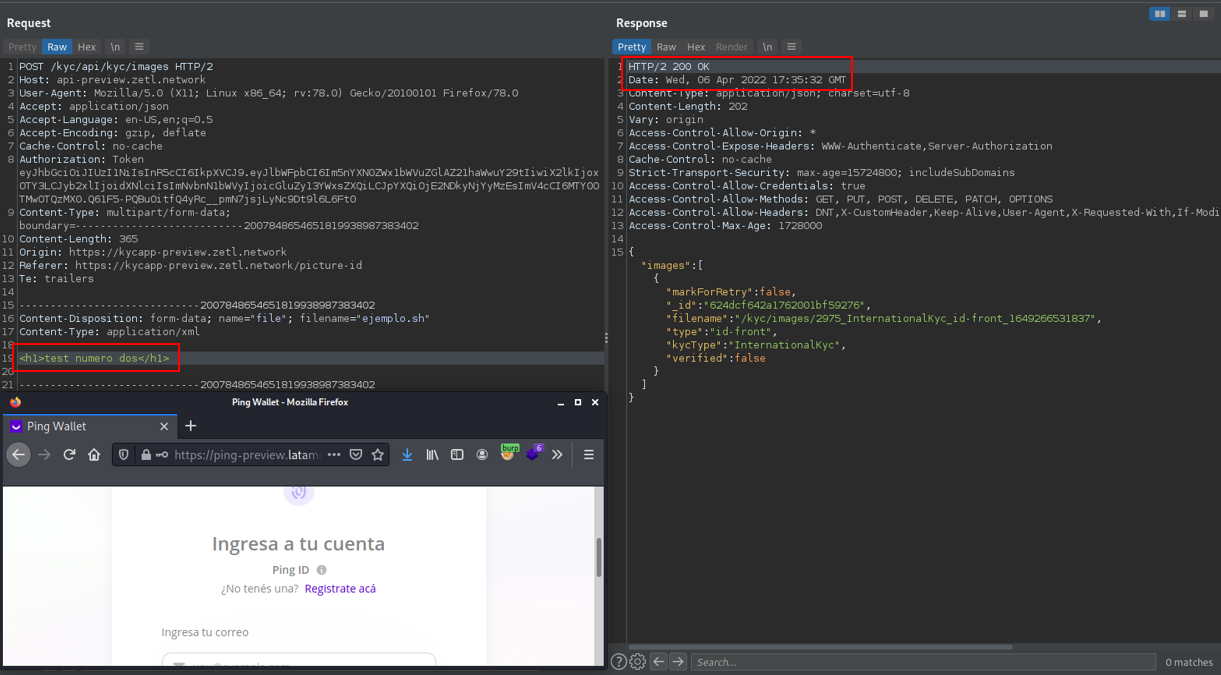 Request
Response
Pretty Raw Hex \n
Pretty Raw Hex Render \n
1 POST /kyc/api/kyc/images HTTP/2
2 Host: api-preview.zetl.network
3 User-Agent: Mozilla/5.0 (X11; Linux x86_64; rv:78.0) Gecko/20100101 Firefox/78.0
4 Accept: application/json
5 Accept-Language: en-US,en;q=0.5
6 Accept-Encoding: gzip, deflate
7 Cache-Control: no-cache
8 Authorization: Token
9 Content-Type: multipart/form-data;
boundary=---------------------------2007848654651819938987383402
10 Content-Length: 365
11 Origin: https://kycapp-preview.zetl.network
12 Referer: https://kycapp-preview.zetl.network/picture-id
13 Te: trailers
14
15 -----------------------------2007848654651819938987383402
16 Content-Disposition: form-data; name="file"; filename="ejemplo.sh"
17 Content-Type: application/xml
18
19 <h1>test numero dos</h1>
20
21 -----------------------------2007848654651819938987383402
1 HTTP/2 200 OK
2 Date: Wed, 06 Apr 2022 17:35:32 GMT
3 Content-Type: application/json; charset=utf-8
4 Content-Length: 202
5 Vary: origin
6 Access-Control-Allow-Origin: *
7 Access-Control-Expose-Headers: WWW-Authenticate,Server-Authorization
8 Cache-Control: no-cache
9 Strict-Transport-Security: max-age=15724800; includeSubDomains
10 Access-Control-Allow-Credentials: true
11 Access-Control-Allow-Methods: GET, PUT, POST, DELETE, PATCH, OPTIONS
12 Access-Control-Allow-Headers: DNT,X-CustomHeader,Keep-Alive,User-Agent,X-Requested-With,If-Modi
13 Access-Control-Max-Age: 1728000
14
15 {
"images":[
{
"markForRetry":false,
"_id":"624dcf642a1762001bf59276",
"filename":"/kyc/images/2975_InternationalKyc_id-front_1649266531837",
"type":"id-front",
"kycType":"InternationalKyc",
"verified":false
}
]
}
Ping Wallet - Mozilla Firefox
Ping Wallet
https://ping-preview.latam
burp
6
Ingresa a tu cuenta
Ping ID
¿No tenés una? Registrate acá
Ingresa tu correo
Search...
0 matches